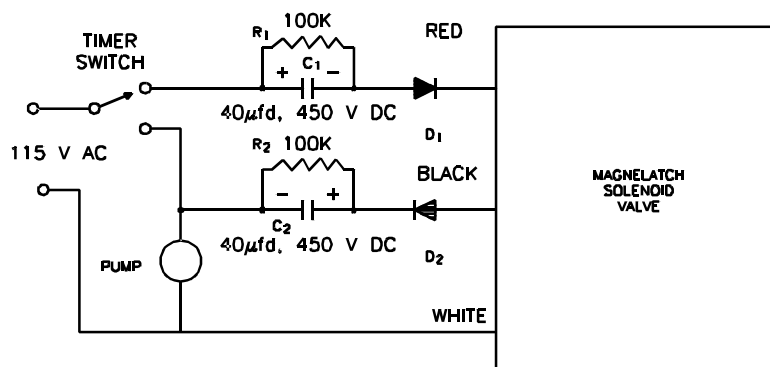 TIMER
SWITCH
115 V AC
R1
100K
+ C1 −
40μfd, 450 V DC
RED
D1
R2
100K
− +
C2
40μfd, 450 V DC
BLACK
D2
PUMP
WHITE
MAGNELATCH
SOLENOID
VALVE